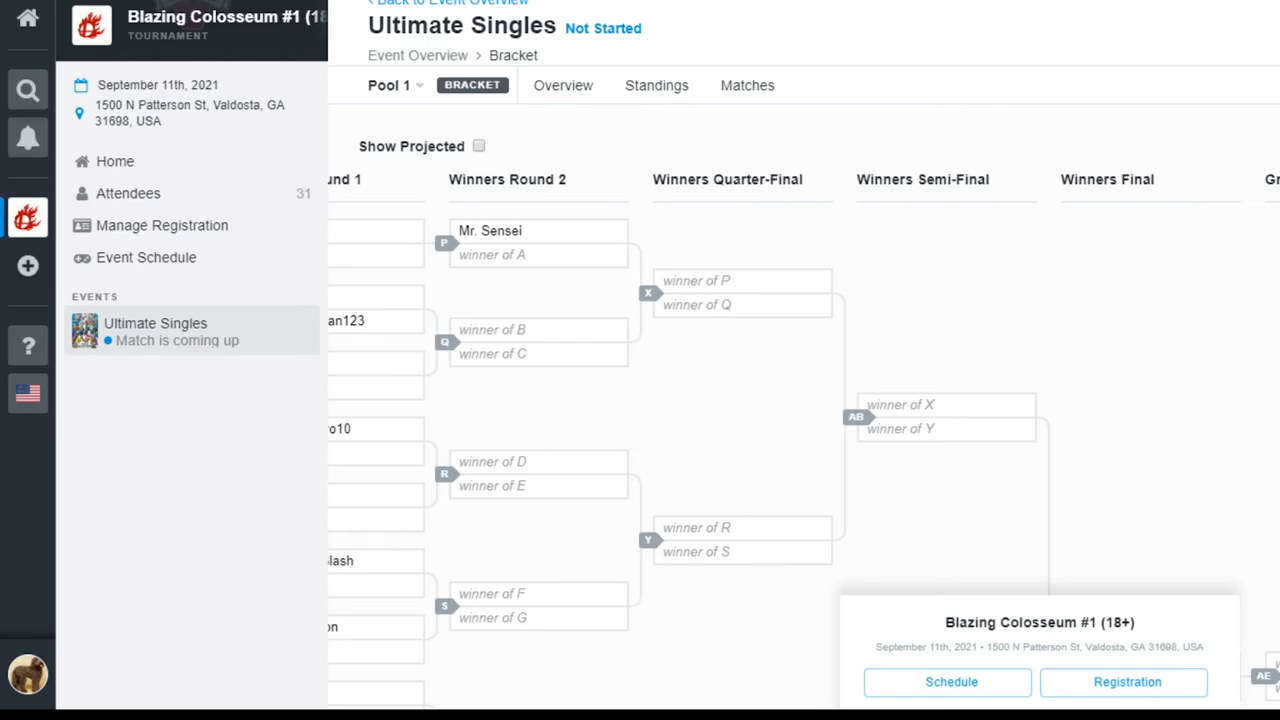 Blazing Colosseum #1 (18
TOURNAMENT
September 11th, 2021
1500 N Patterson St, Valdosta, GA
31698, USA
Home
Attendees 31
Manage Registration
Event Schedule
EVENTS
Ultimate Singles
Match is coming up
?
Back to Event Overview
Ultimate Singles Not Started
Event Overview > Bracket
Pool 1 BRACKET Overview Standings Matches
Show Projected
und 1 Winners Round 2 Winners Quarter-Final Winners Semi-Final Winners Final Gr
P Mr. Sensei
winner of A
X winner of P
winner of Q
an123
Q winner of B
winner of C
AB winner of X
winner of Y
ro10
R winner of D
winner of E
Y winner of R
winner of S
lash
S winner of F
winner of G
on
Blazing Colosseum #1 (18+)
September 11th, 2021 • 1500 N Patterson St, Valdosta, GA 31698, USA
Schedule Registration
AE